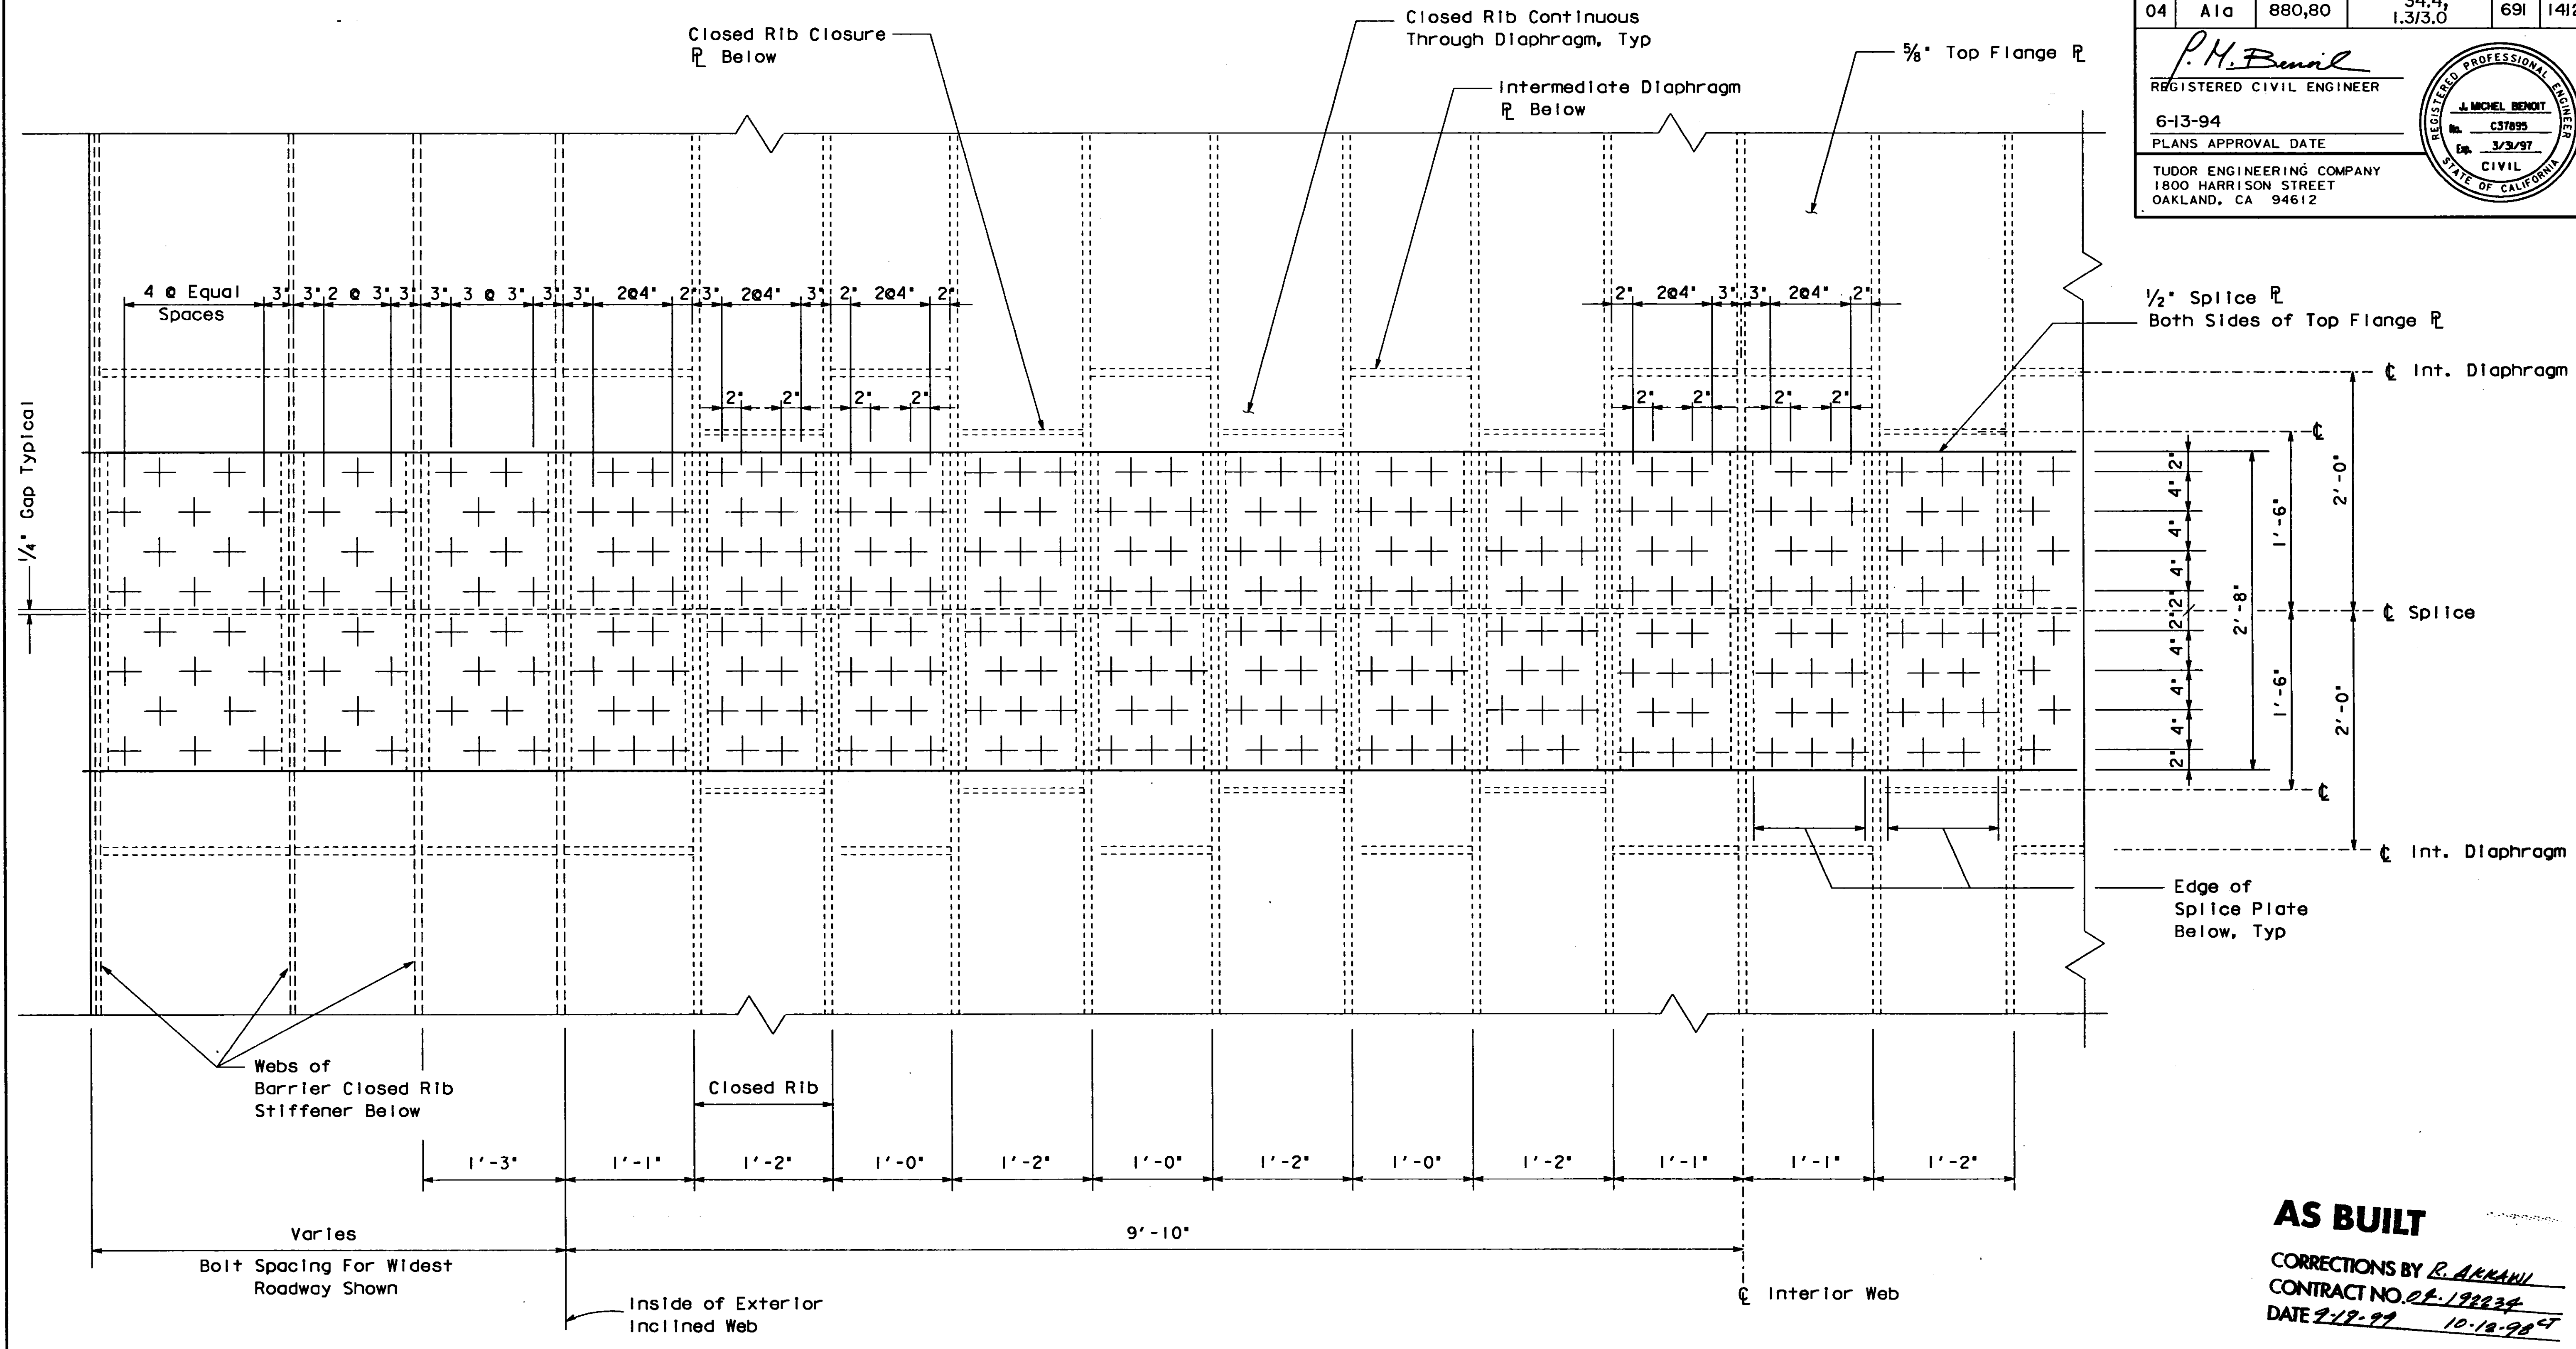 Closed Rib Closure
℄ Below
Closed Rib Continuous
Through Diaphragm, Typ
Intermediate Diaphragm
PL Below
5/8" Top Flange PL
04 Ala 880,80 34.4, 1.3/3.0 691 1412
P.M. Benoit
REGISTERED CIVIL ENGINEER
6-13-94
PLANS APPROVAL DATE
TUDOR ENGINEERING COMPANY
1800 HARRISON STREET
OAKLAND, CA 94612
REGISTERED PROFESSIONAL ENGINEER
J. MICHEL BENOIT
No. C37895
Exp. 3/31/97
CIVIL
STATE OF CALIFORNIA
4 @ Equal Spaces 3" 3" 2 @ 3" 3" 3" 3 @ 3" 3" 3" 2@4" 2" 3" 2@4" 3" 2" 2@4" 2"
2" 2@4" 3" 3" 2@4" 2"
1/2" Splice PL
Both Sides of Top Flange PL
℄ Int. Diaphragm
2" 2" 2" 2"
2" 2" 2" 2"
℄
1/4" Gap Typical
2" 4" 4" 4" 2" 2" 4" 4" 4" 2"
2'-8"
1'-6"
1'-6"
2'-0"
2'-0"
℄ Splice
℄
℄ Int. Diaphragm
Edge of
Splice Plate
Below, Typ
Webs of
Barrier Closed Rib
Stiffener Below
Closed Rib
1'-3" 1'-1" 1'-2" 1'-0" 1'-2" 1'-0" 1'-2" 1'-0" 1'-2" 1'-1" 1'-1" 1'-2"
Varies
Bolt Spacing For Widest
Roadway Shown
9'-10"
Inside of Exterior
Inclined Web
℄ Interior Web
AS BUILT
CORRECTIONS BY R. AKKAWI
CONTRACT NO. 04-192234
DATE 9-19-99 10-12-98 CT